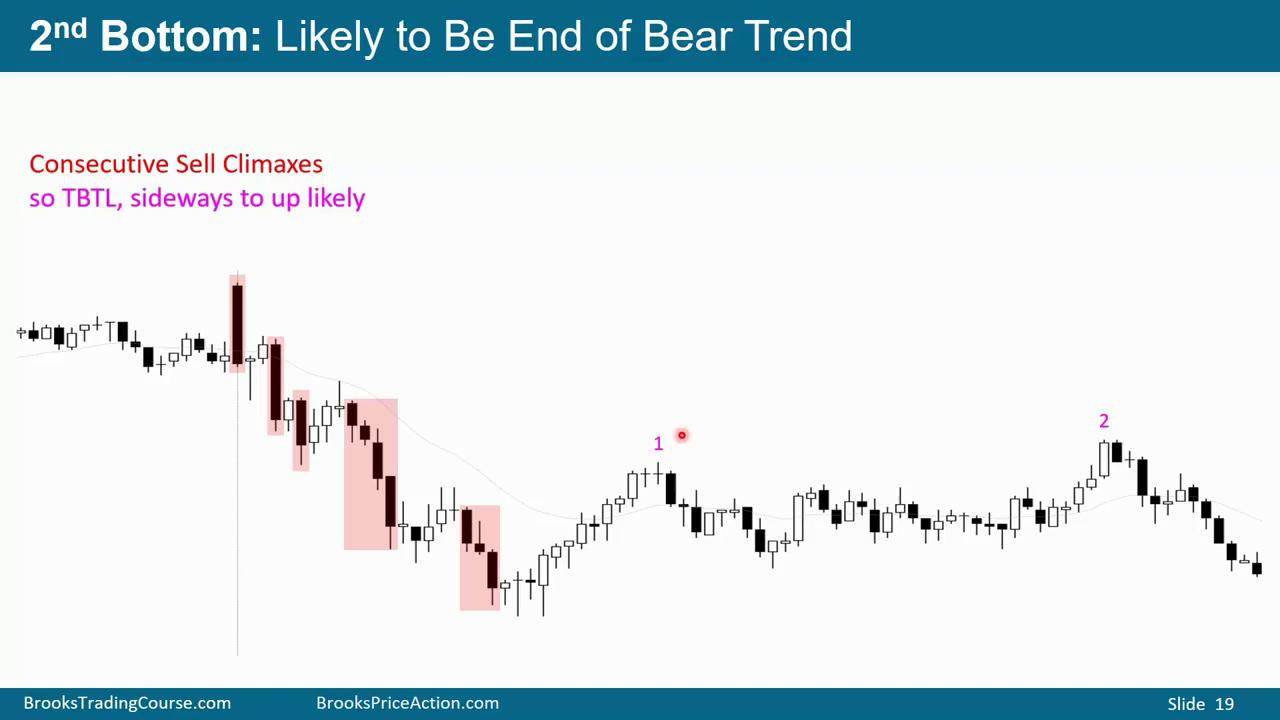 2nd Bottom: Likely to Be End of Bear Trend
Consecutive Sell Climaxes
so TBTL, sideways to up likely
1
2
BrooksTradingCourse.com
BrooksPriceAction.com
Slide 19